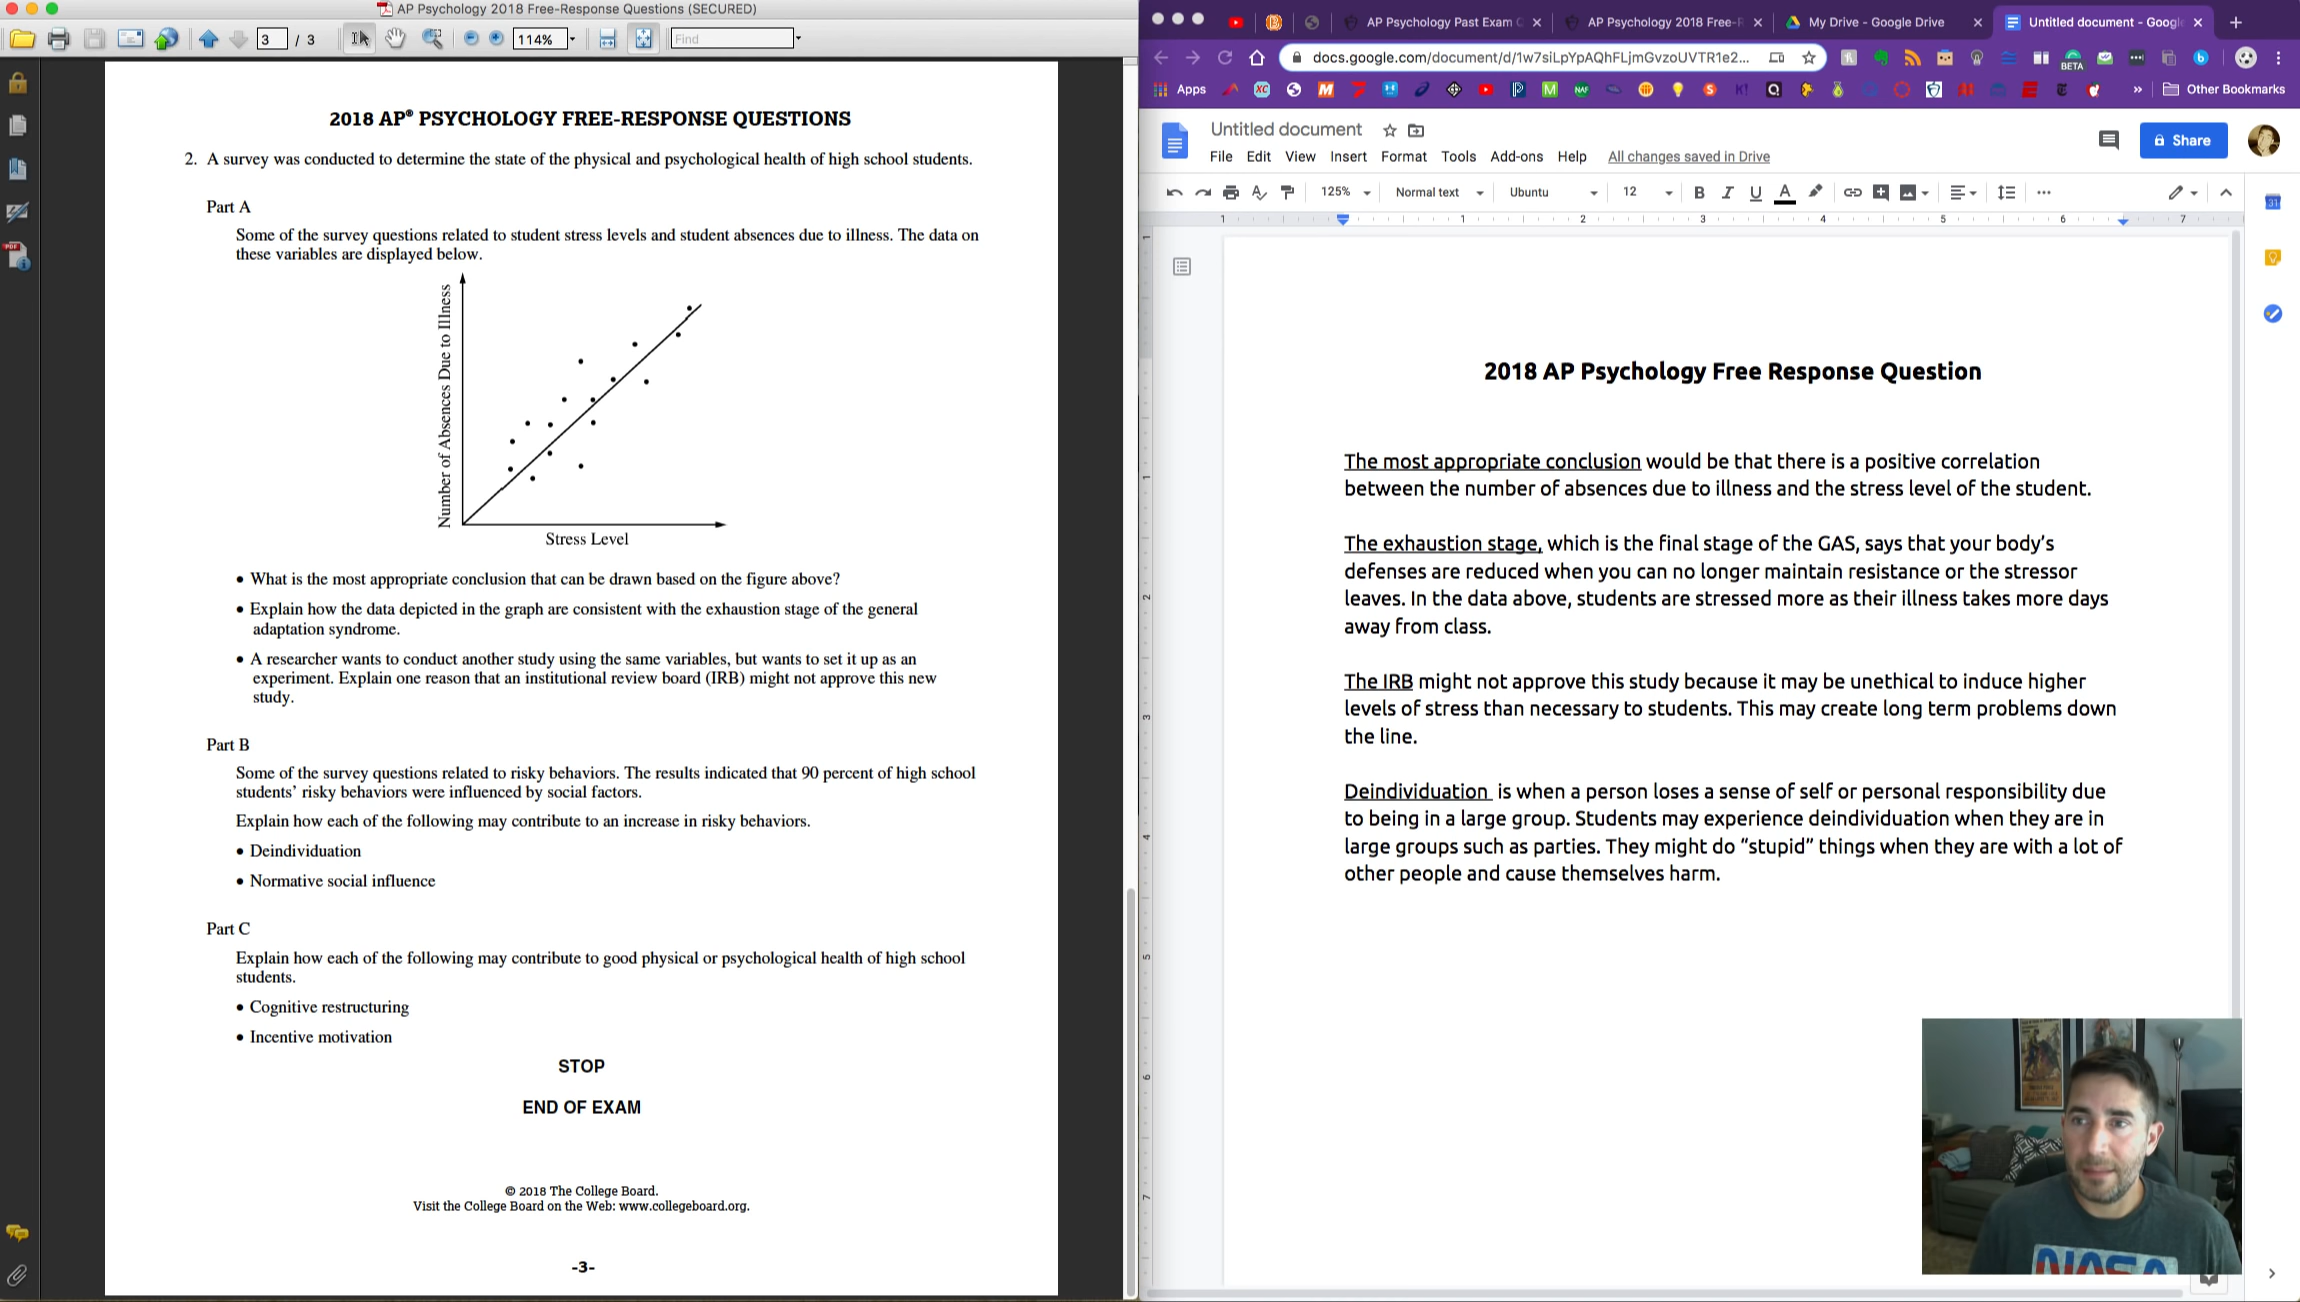 AP Psychology 2018 Free-Response Questions (SECURED)
3 / 3
114%
Find
2018 AP® PSYCHOLOGY FREE-RESPONSE QUESTIONS
2. A survey was conducted to determine the state of the physical and psychological health of high school students.
Part A
Some of the survey questions related to student stress levels and student absences due to illness. The data on
these variables are displayed below.
Number of Absences Due to Illness
Stress Level
• What is the most appropriate conclusion that can be drawn based on the figure above?
• Explain how the data depicted in the graph are consistent with the exhaustion stage of the general
adaptation syndrome.
• A researcher wants to conduct another study using the same variables, but wants to set it up as an
experiment. Explain one reason that an institutional review board (IRB) might not approve this new
study.
Part B
Some of the survey questions related to risky behaviors. The results indicated that 90 percent of high school
students' risky behaviors were influenced by social factors.
Explain how each of the following may contribute to an increase in risky behaviors.
• Deindividuation
• Normative social influence
Part C
Explain how each of the following may contribute to good physical or psychological health of high school
students.
• Cognitive restructuring
• Incentive motivation
STOP
END OF EXAM
© 2018 The College Board.
Visit the College Board on the Web: www.collegeboard.org.
-3-
AP Psychology Past Exam
AP Psychology 2018 Free-R
My Drive - Google Drive
Untitled document - Google
docs.google.com/document/d/1w7siLpYpAQhFLjmGvzoUVTR1e2...
BETA
Apps
Other Bookmarks
Untitled document
Share
File Edit View Insert Format Tools Add-ons Help All changes saved in Drive
125% Normal text Ubuntu 12 B I U A
1 1 2 3 4 5 6 7
31
2018 AP Psychology Free Response Question
The most appropriate conclusion would be that there is a positive correlation
between the number of absences due to illness and the stress level of the student.
The exhaustion stage, which is the final stage of the GAS, says that your body's
defenses are reduced when you can no longer maintain resistance or the stressor
leaves. In the data above, students are stressed more as their illness takes more days
away from class.
The IRB might not approve this study because it may be unethical to induce higher
levels of stress than necessary to students. This may create long term problems down
the line.
Deindividuation is when a person loses a sense of self or personal responsibility due
to being in a large group. Students may experience deindividuation when they are in
large groups such as parties. They might do "stupid" things when they are with a lot of
other people and cause themselves harm.
NASA